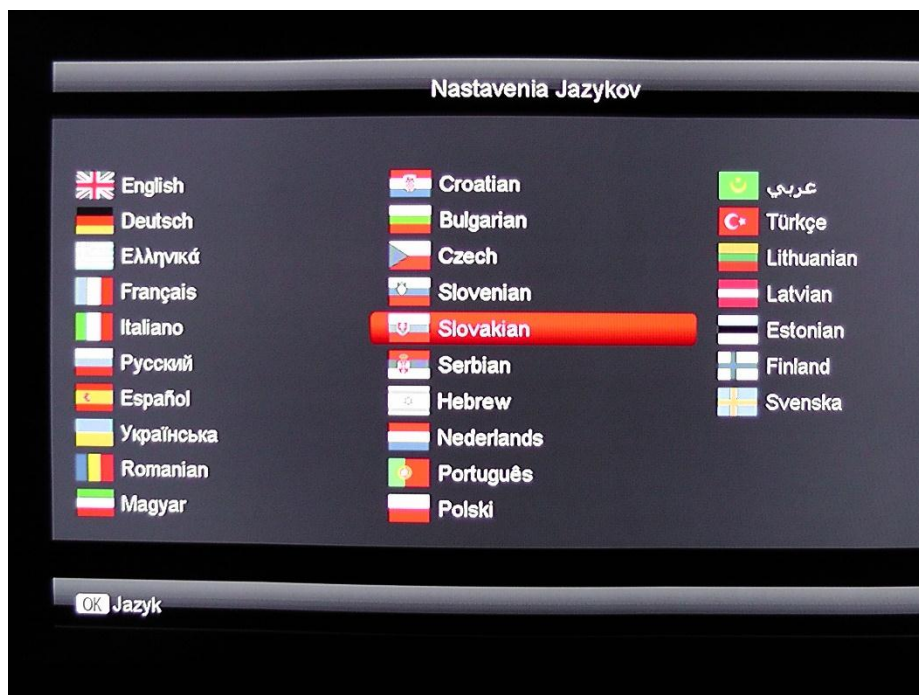 Nastavenia Jazykov
English
Deutsch
Ελληνικά
Français
Italiano
Русский
Español
Українська
Romanian
Magyar
Croatian
Bulgarian
Czech
Slovenian
Slovakian
Serbian
Hebrew
Nederlands
Português
Polski
عربي
Türkçe
Lithuanian
Latvian
Estonian
Finland
Svenska
OK Jazyk